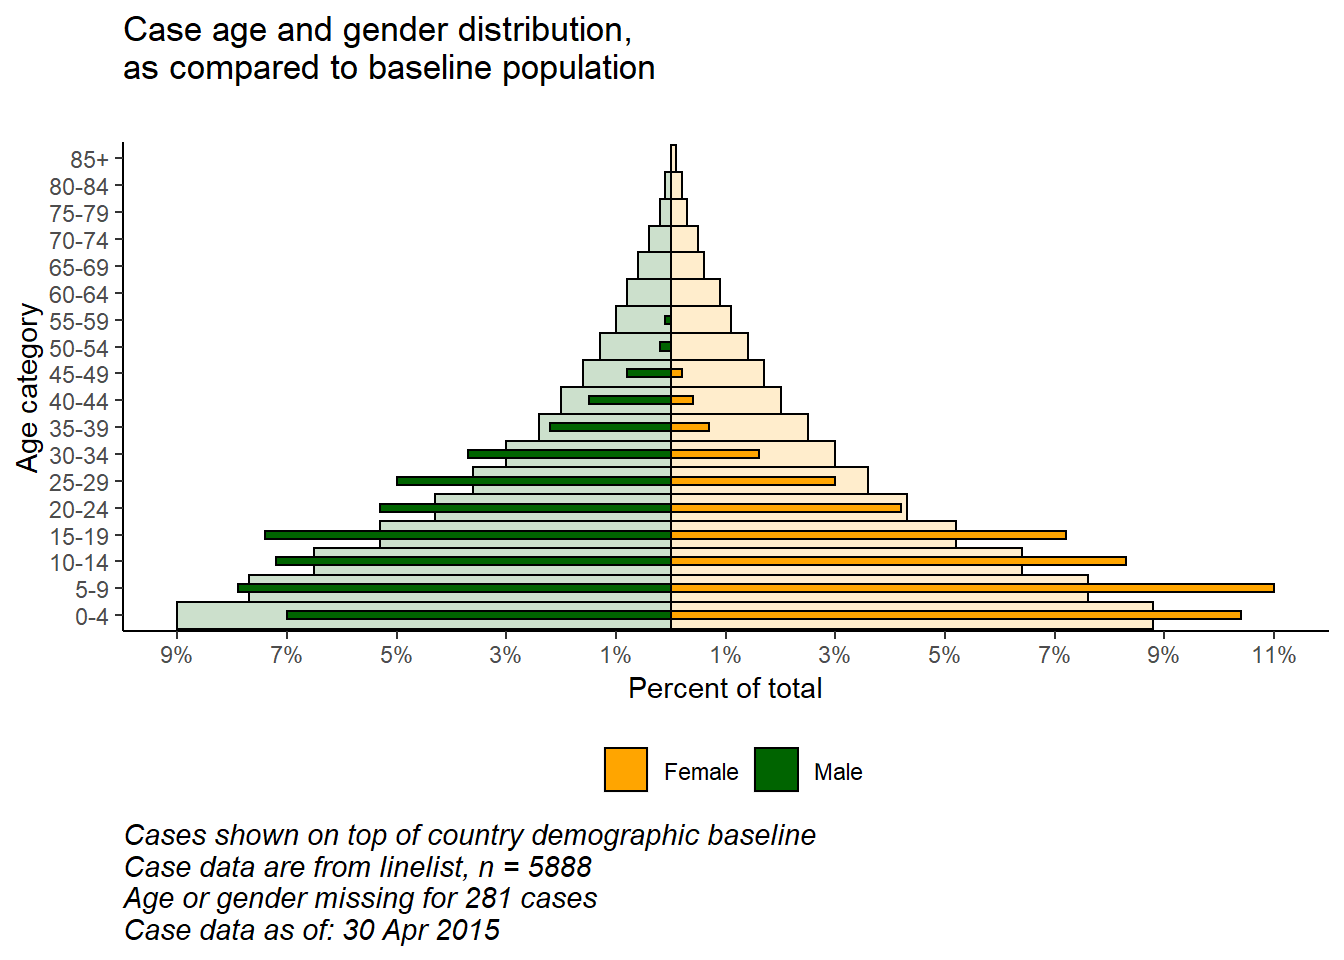 Case age and gender distribution,
as compared to baseline population
Age category
85+
80-84
75-79
70-74
65-69
60-64
55-59
50-54
45-49
40-44
35-39
30-34
25-29
20-24
15-19
10-14
5-9
0-4
9% 7% 5% 3% 1% 1% 3% 5% 7% 9% 11%
Percent of total
Female Male
Cases shown on top of country demographic baseline
Case data are from linelist, n = 5888
Age or gender missing for 281 cases
Case data as of: 30 Apr 2015